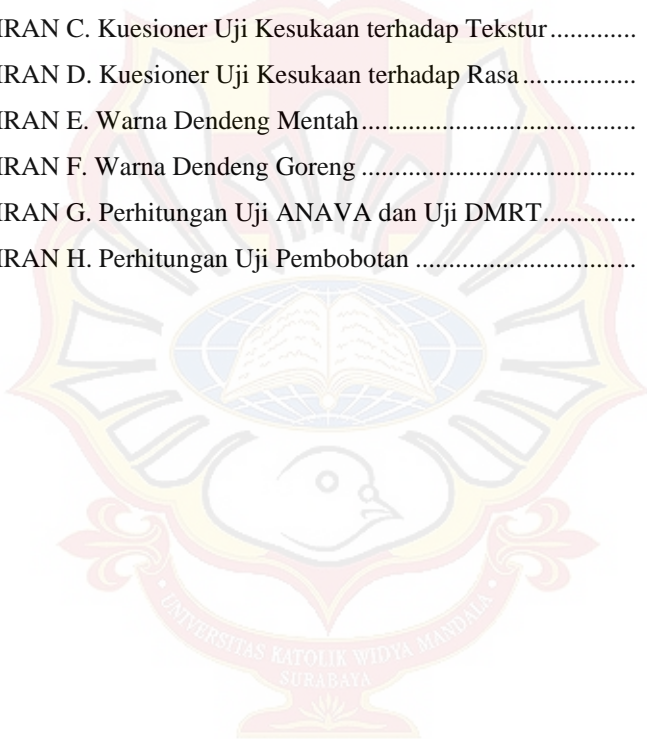 IRAN C. Kuesioner Uji Kesukaan terhadap Tekstur.............
IRAN D. Kuesioner Uji Kesukaan terhadap Rasa.................
IRAN E. Warna Dendeng Mentah.......................................
IRAN F. Warna Dendeng Goreng .......................................
IRAN G. Perhitungan Uji ANAVA dan Uji DMRT.............
IRAN H. Perhitungan Uji Pembobotan ...............................
UNIVERSITAS KATOLIK WIDYA MANDALA
SURABAYA